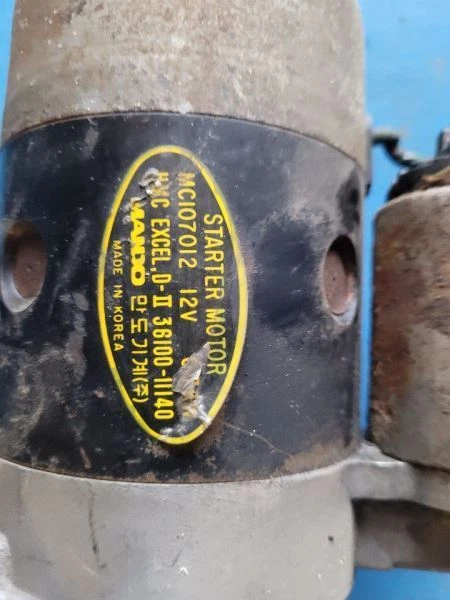 STARTER MOTOR
MC107012 12V
HMC EXCEL, D-II 36100-11140
MANDO 만도기계(주)
MADE IN KOREA